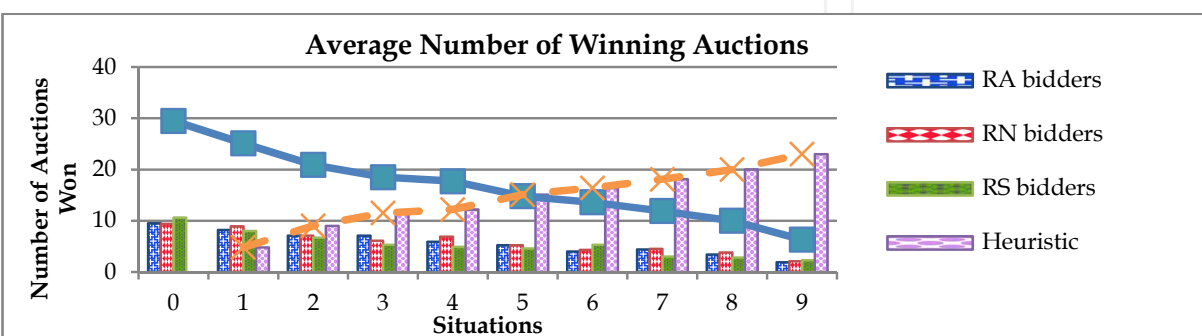 Average Number of Winning Auctions
Number of Auctions
Won
40
30
20
10
0
0 1 2 3 4 5 6 7 8 9
Situations
RA bidders
RN bidders
RS bidders
Heuristic